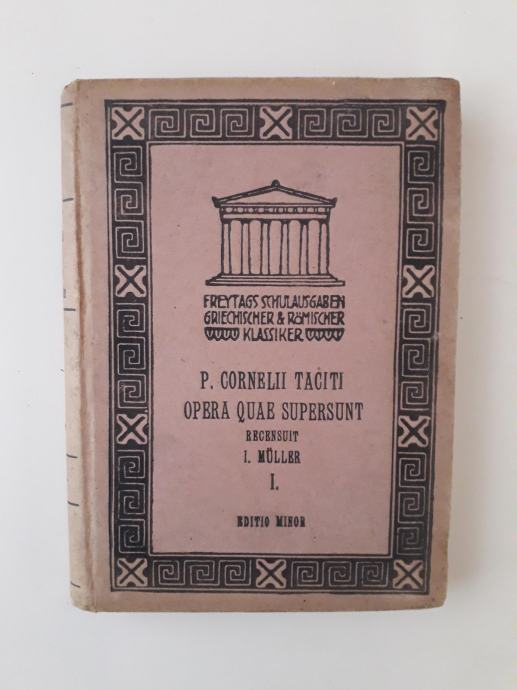 FREYTAGS SCHULAUSGABEN
GRIECHISCHER & RÖMISCHER
KLASSIKER
P. CORNELII TACITI
OPERA QUAE SUPERSUNT
RECENSUIT
I. MÜLLER
I.
EDITIO MINOR